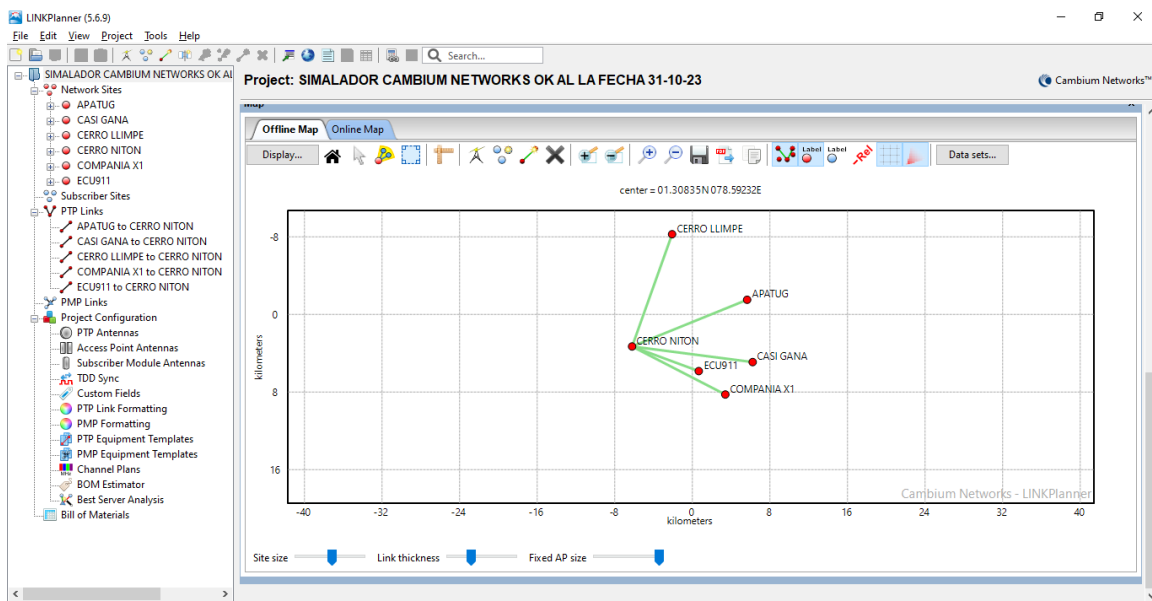 LINKPlanner (5.6.9)
File Edit View Project Tools Help
Search...
SIMALADOR CAMBIUM NETWORKS OK AL
Network Sites
APATUG
CASI GANA
CERRO LLIMPE
CERRO NITON
COMPANIA X1
ECU911
Subscriber Sites
PTP Links
APATUG to CERRO NITON
CASI GANA to CERRO NITON
CERRO LLIMPE to CERRO NITON
COMPANIA X1 to CERRO NITON
ECU911 to CERRO NITON
PMP Links
Project Configuration
PTP Antennas
Access Point Antennas
Subscriber Module Antennas
TDD Sync
Custom Fields
PTP Link Formatting
PMP Formatting
PTP Equipment Templates
PMP Equipment Templates
Channel Plans
BOM Estimator
Best Server Analysis
Bill of Materials
Project: SIMALADOR CAMBIUM NETWORKS OK AL LA FECHA 31-10-23
Cambium Networks™
Map
Offline Map Online Map
Display... Label Label -Rel Data sets...
center = 01.30835N 078.59232E
-8
0
8
16
kilometers
CERRO LLIMPE
APATUG
CERRO NITON
CASI GANA
ECU911
COMPANIA X1
Cambium Networks - LINKPlanner
-40 -32 -24 -16 -8 0 8 16 24 32 40
kilometers
Site size Link thickness Fixed AP size